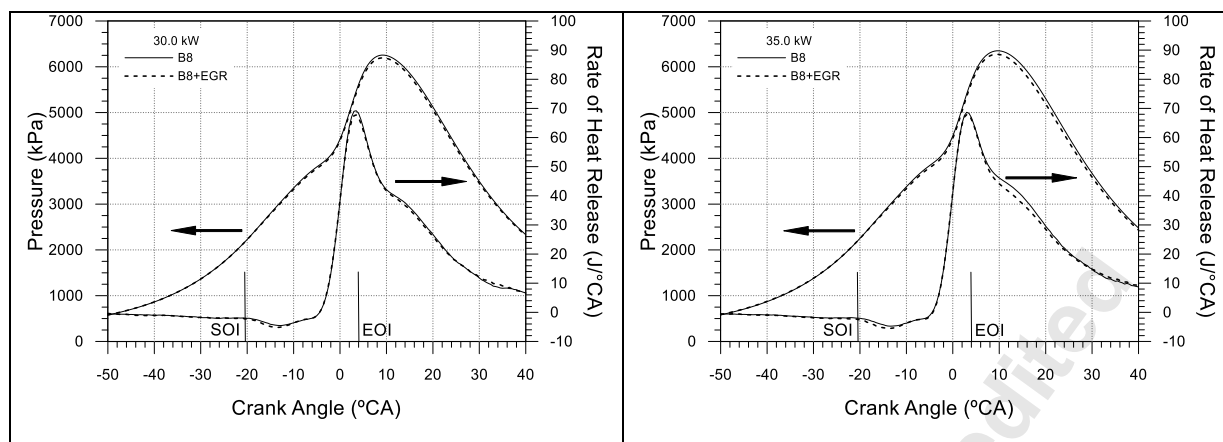 7000
6000
5000
4000
3000
2000
1000
0
Pressure (kPa)
30.0 kW
B8
B8+EGR
SOI
EOI
100
90
80
70
60
50
40
30
20
10
0
-10
Rate of Heat Release (J/°CA)
-50 -40 -30 -20 -10 0 10 20 30 40
Crank Angle (ºCA)
7000
6000
5000
4000
3000
2000
1000
0
Pressure (kPa)
35.0 kW
B8
B8+EGR
SOI
EOI
100
90
80
70
60
50
40
30
20
10
0
-10
Rate of Heat Release (J/°CA)
-50 -40 -30 -20 -10 0 10 20 30 40
Crank Angle (ºCA)
edited